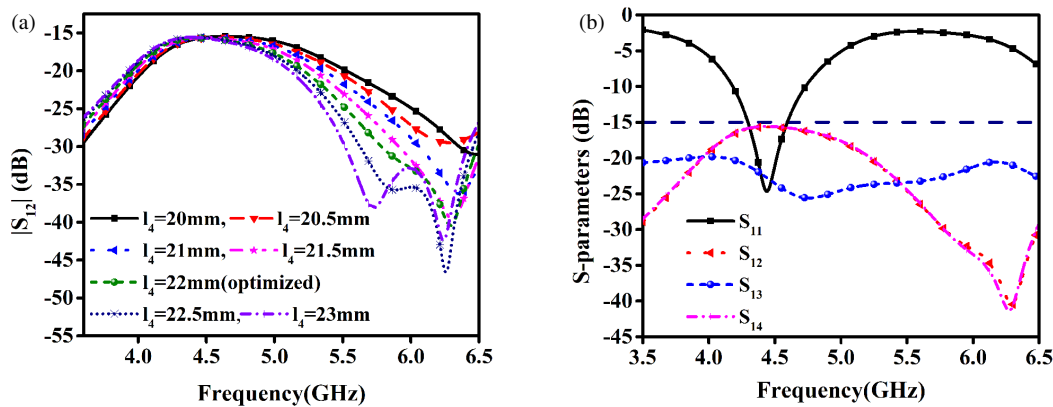 (a)
-15
-20
-25
-30
-35
-40
-45
-50
-55
|S12| (dB)
l4=20mm, l4=20.5mm
l4=21mm, l4=21.5mm
l4=22mm(optimized)
l4=22.5mm, l4=23mm
4.0 4.5 5.0 5.5 6.0 6.5
Frequency(GHz)
(b)
0
-5
-10
-15
-20
-25
-30
-35
-40
-45
S-parameters (dB)
S11
S12
S13
S14
3.5 4.0 4.5 5.0 5.5 6.0 6.5
Frequency(GHz)